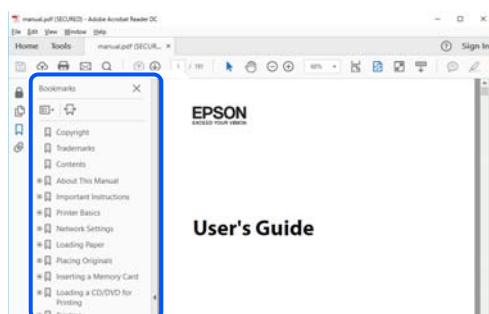 manual.pdf (SECURED) - Adobe Acrobat Reader DC
File Edit View Window Help
Home Tools manual.pdf (SECUR... ×
Sign In
1 / 191
Bookmarks
Copyright
Trademarks
Contents
About This Manual
Important Instructions
Printer Basics
Network Settings
Loading Paper
Placing Originals
Inserting a Memory Card
Loading a CD/DVD for
Printing
EPSON
EXCEED YOUR VISION
User's Guide